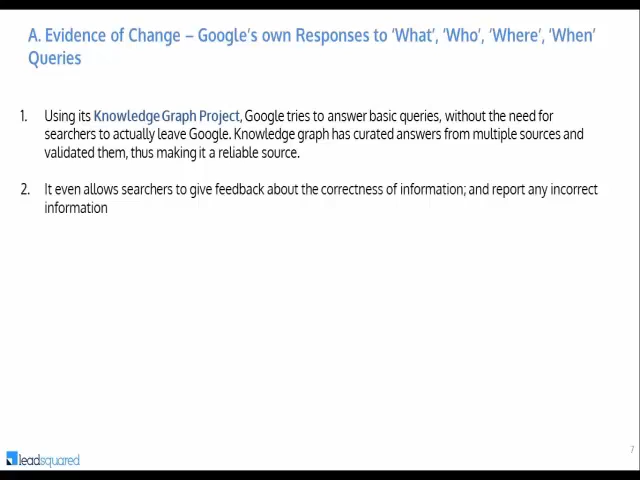 A. Evidence of Change – Google's own Responses to 'What', 'Who', 'Where', 'When'
Queries
1. Using its Knowledge Graph Project, Google tries to answer basic queries, without the need for
searchers to actually leave Google. Knowledge graph has curated answers from multiple sources and
validated them, thus making it a reliable source.
2. It even allows searchers to give feedback about the correctness of information; and report any incorrect
information
7
leadsquared